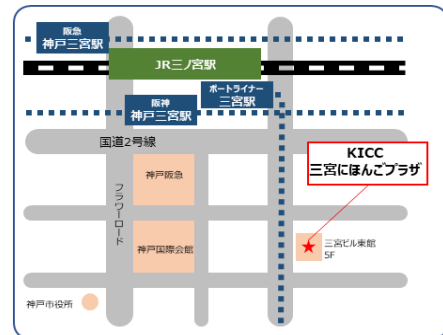 阪急
神戸三宮駅
JR三ノ宮駅
ポートライナー
三宮駅
阪神
神戸三宮駅
国道2号線
KICC
三宮にほんごプラザ
神戸阪急
フラワーロード
神戸国際会館
三宮ビル東館
5F
神戸市役所